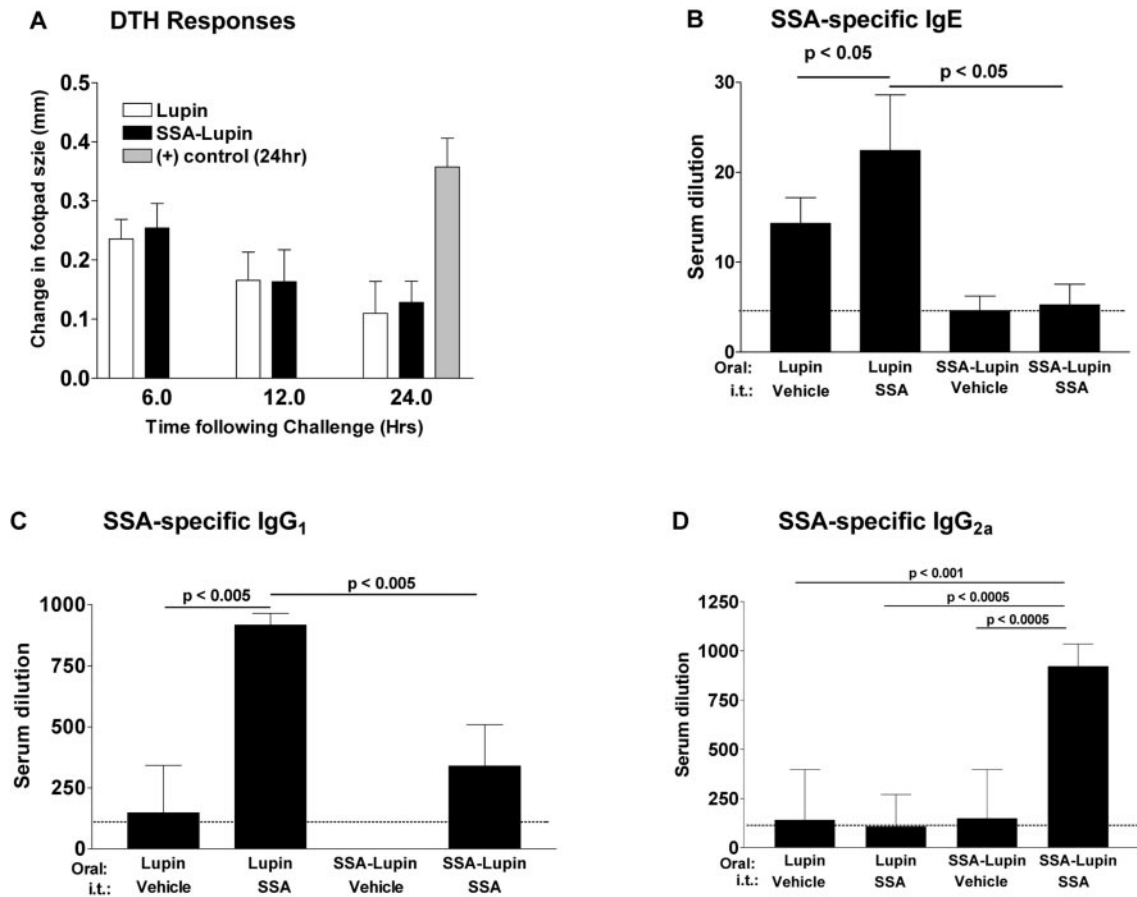 A DTH Responses
Change in footpad szie (mm)
0.5
0.4
0.3
0.2
0.1
0.0
Lupin
SSA-Lupin
(+) control (24hr)
6.0 12.0 24.0
Time following Challenge (Hrs)
B SSA-specific IgE
p < 0.05
p < 0.05
Serum dilution
30
20
10
0
Oral: Lupin Lupin SSA-Lupin SSA-Lupin
i.t.: Vehicle SSA Vehicle SSA
C SSA-specific IgG1
p < 0.005
p < 0.005
Serum dilution
1000
750
500
250
0
Oral: Lupin Lupin SSA-Lupin SSA-Lupin
i.t.: Vehicle SSA Vehicle SSA
D SSA-specific IgG2a
p < 0.001
p < 0.0005
p < 0.0005
Serum dilution
1250
1000
750
500
250
0
Oral: Lupin Lupin SSA-Lupin SSA-Lupin
i.t.: Vehicle SSA Vehicle SSA